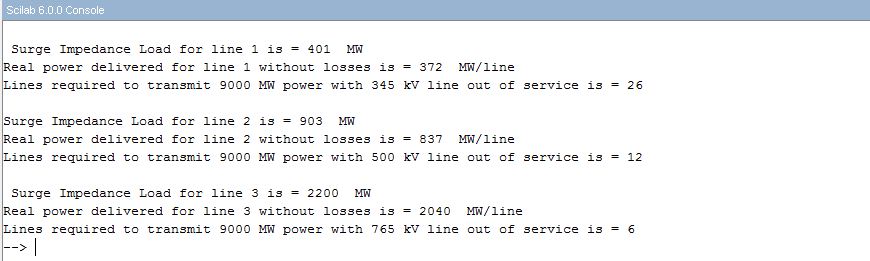 Scilab 6.0.0 Console
Surge Impedance Load for line 1 is = 401  MW
Real power delivered for line 1 without losses is = 372  MW/line
Lines required to transmit 9000 MW power with 345 kV line out of service is = 26
Surge Impedance Load for line 2 is = 903  MW
Real power delivered for line 2 without losses is = 837  MW/line
Lines required to transmit 9000 MW power with 500 kV line out of service is = 12
Surge Impedance Load for line 3 is = 2200  MW
Real power delivered for line 3 without losses is = 2040  MW/line
Lines required to transmit 9000 MW power with 765 kV line out of service is = 6
-->